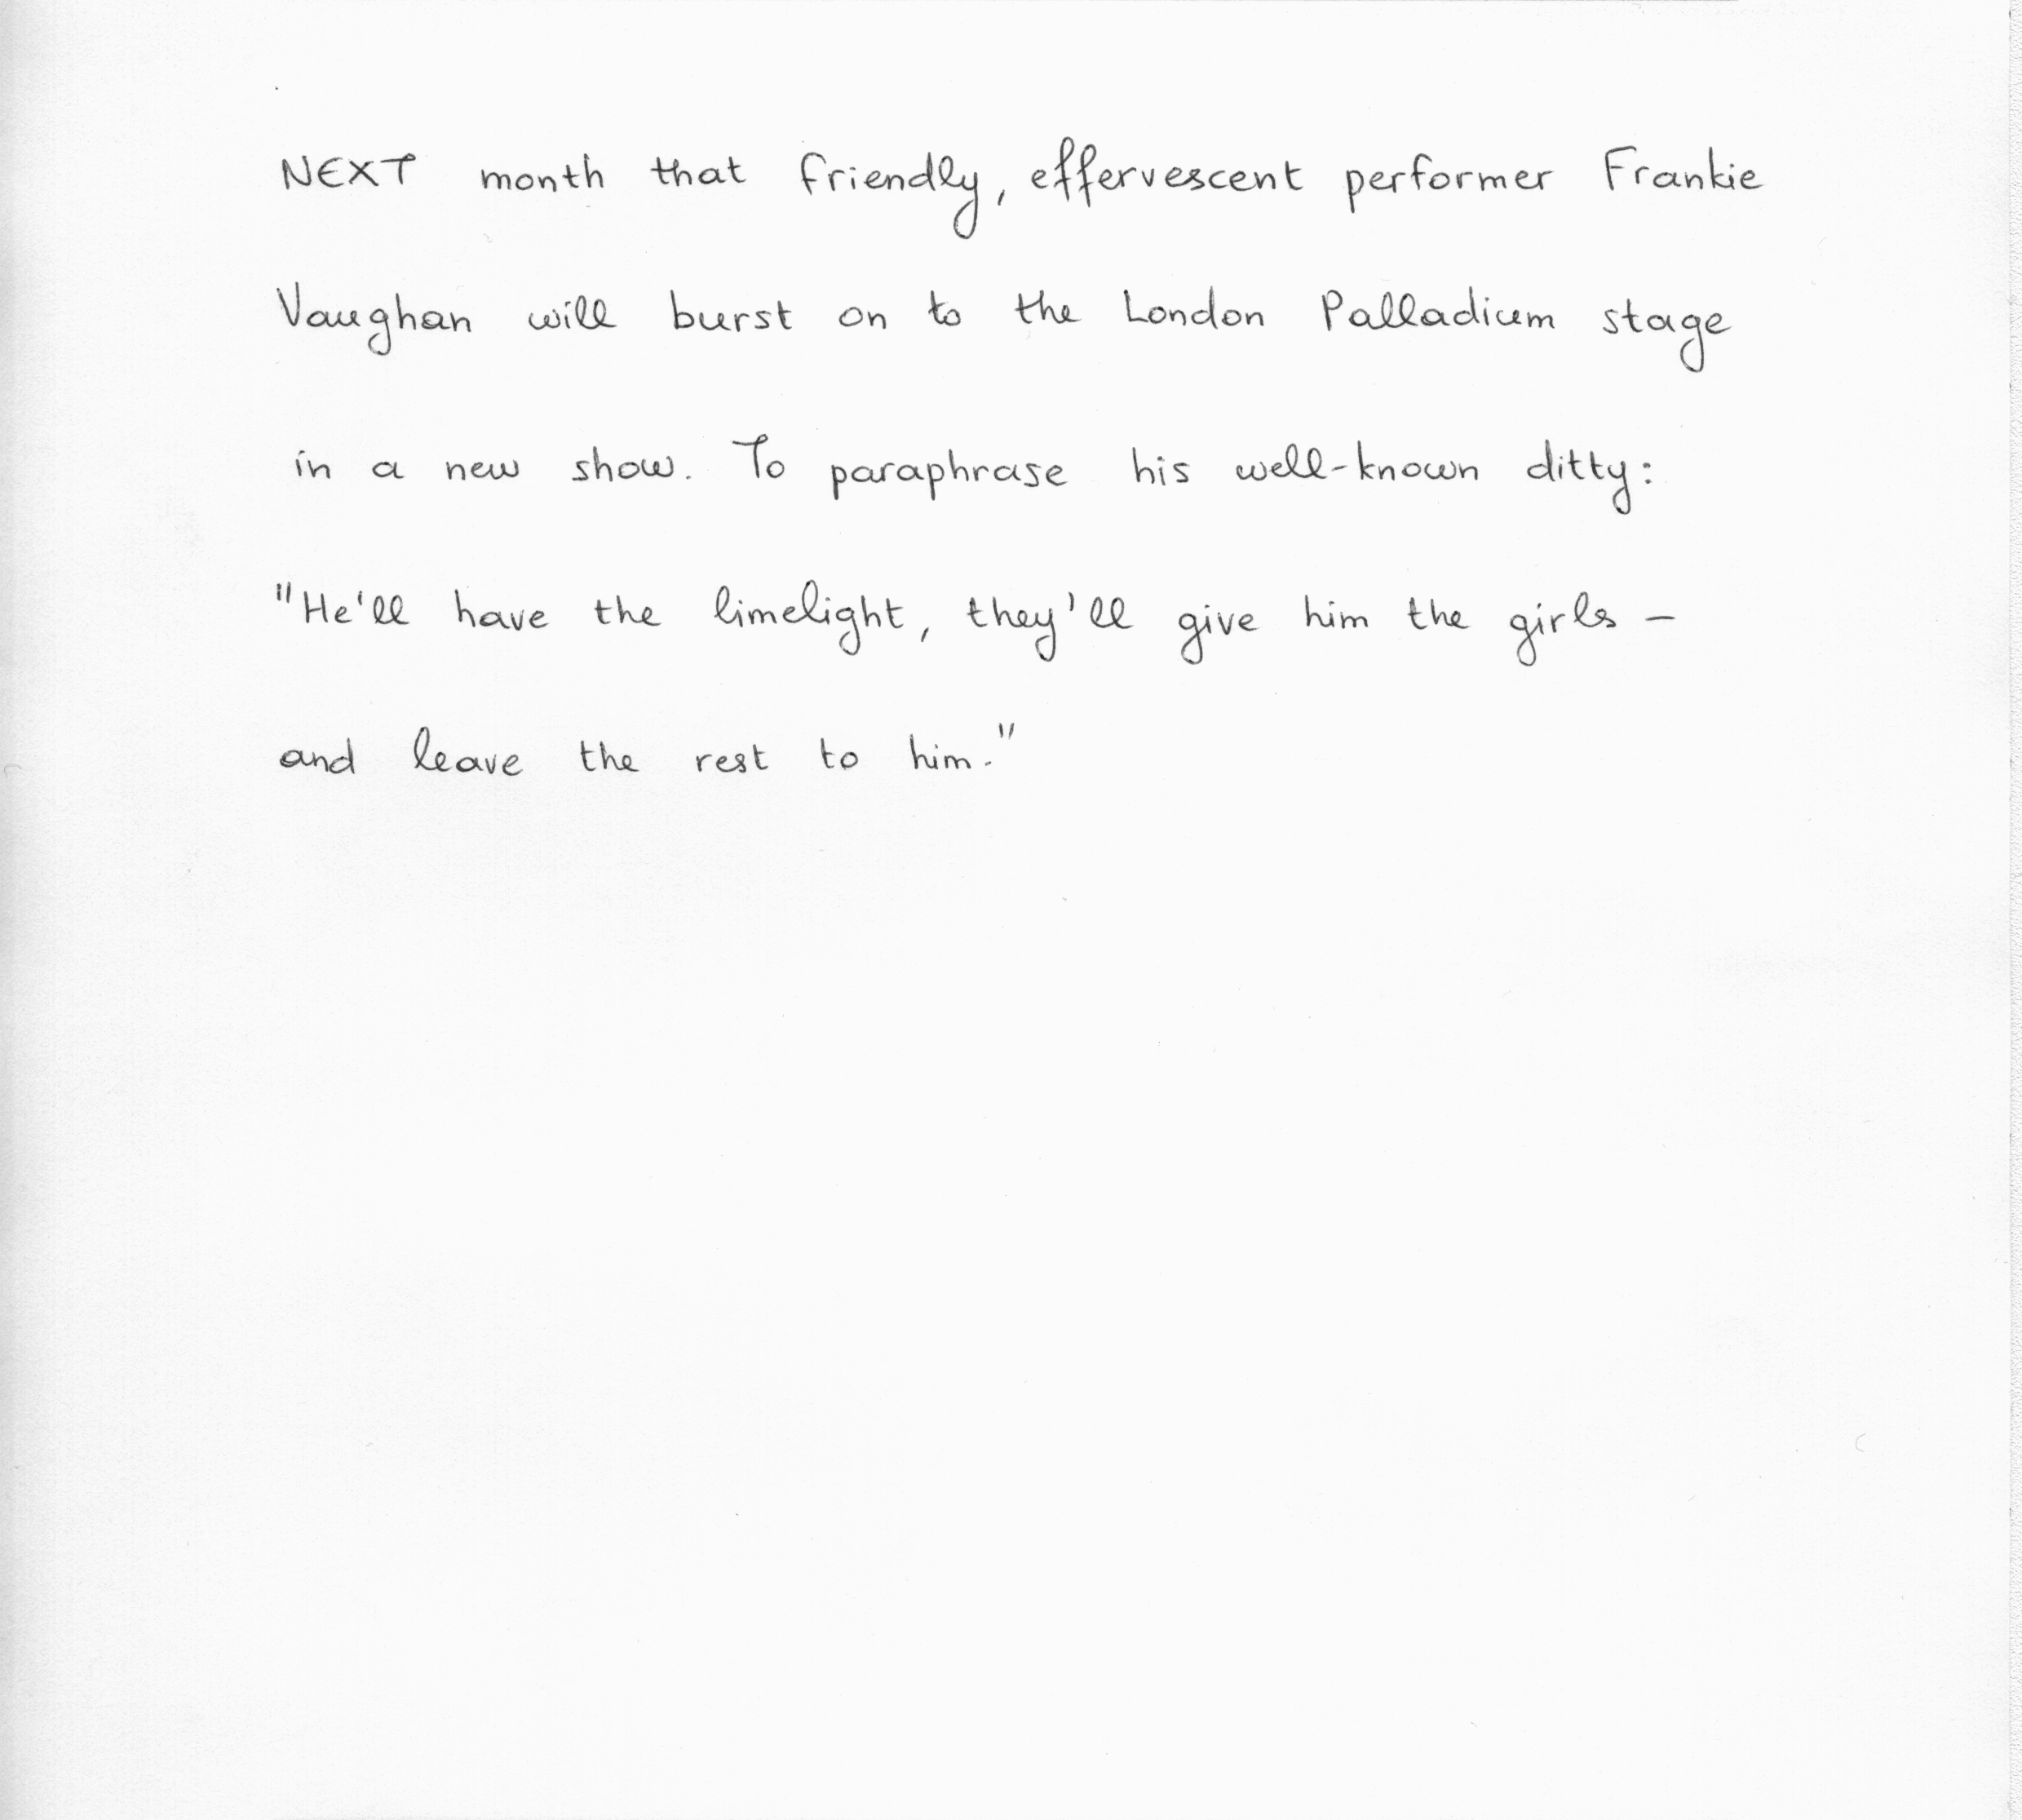 NEXT month that friendly, effervescent performer Frankie
Vaughan will burst on to the London Palladium stage
in a new show. To paraphrase his well-known ditty:
"He'll have the limelight, they'll give him the girls -
and leave the rest to him."